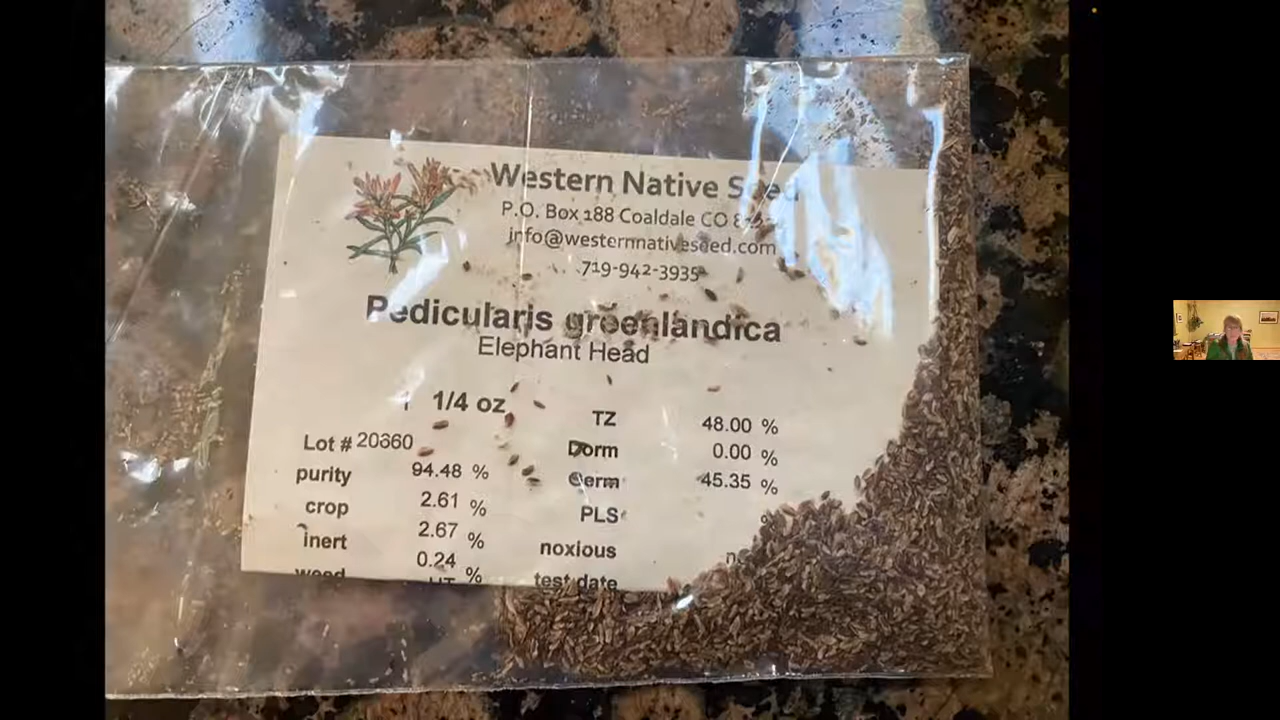 Western Native Seed
P.O. Box 188 Coaldale CO
info@westernnativeseed.com
719-942-3935
Pedicularis groenlandica
Elephant Head
1/4 oz
Lot # 20360
purity 94.48 %
crop 2.61 %
inert 2.67 %
weed 0.24 %
TZ 48.00 %
Dorm 0.00 %
Germ 45.35 %
PLS
noxious
test date